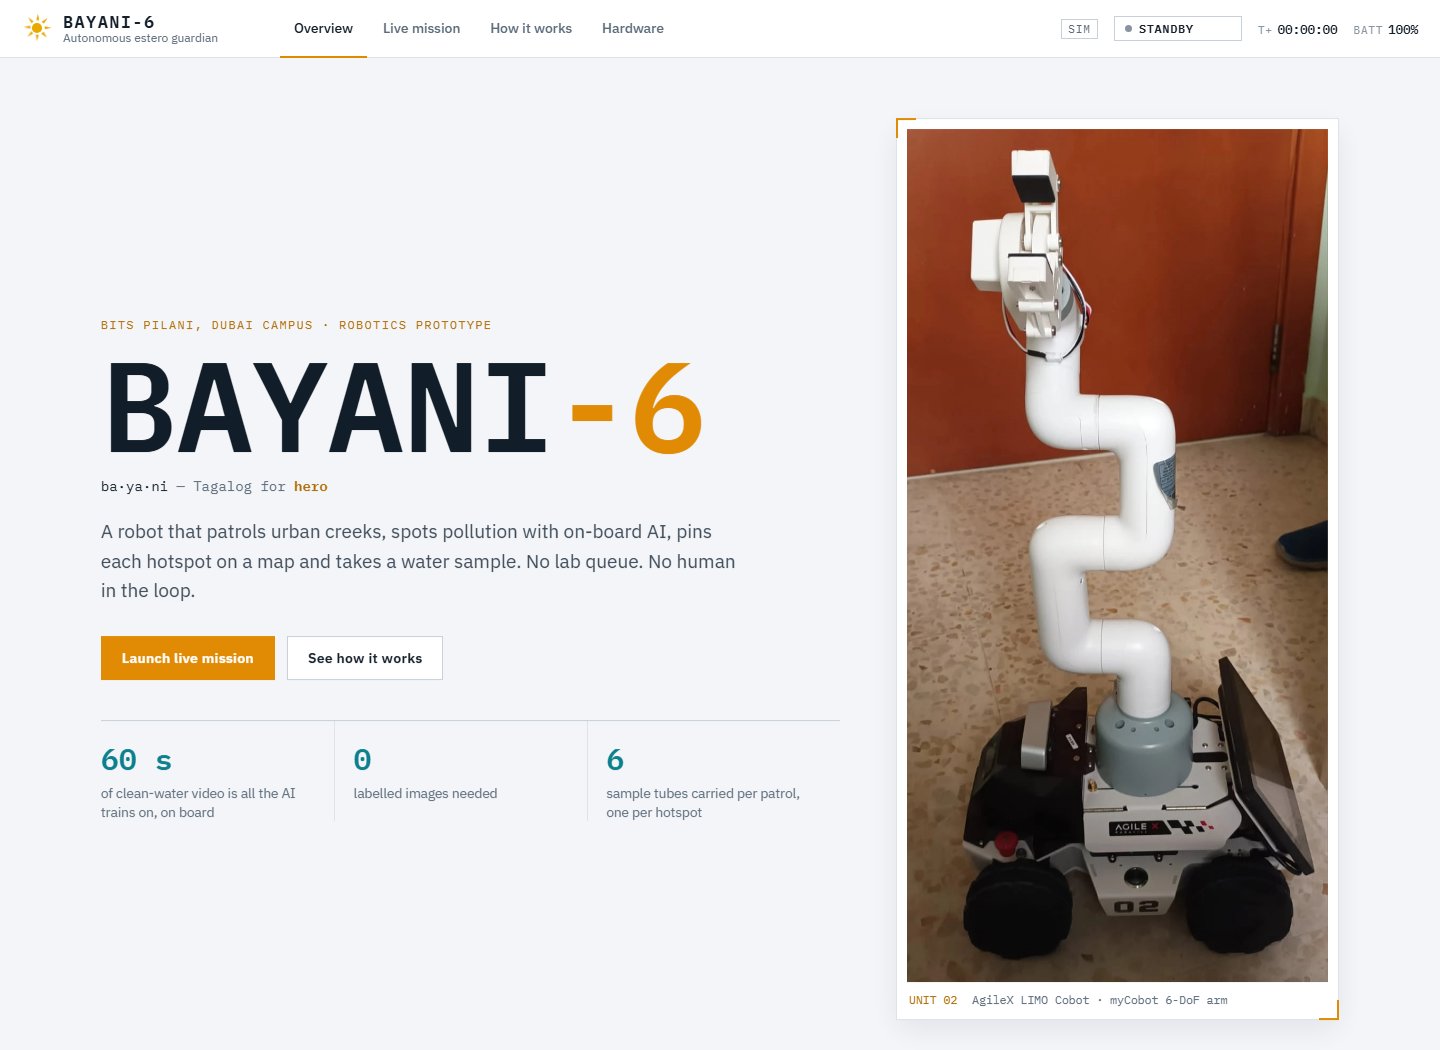 BAYANI-6
Autonomous estero guardian
Overview
Live mission
How it works
Hardware
SIM
STANDBY
T+ 00:00:00
BATT 100%
BITS PILANI, DUBAI CAMPUS · ROBOTICS PROTOTYPE
BAYANI-6
ba·ya·ni — Tagalog for hero
A robot that patrols urban creeks, spots pollution with on-board AI, pins
each hotspot on a map and takes a water sample. No lab queue. No human
in the loop.
Launch live mission
See how it works
60 s
of clean-water video is all the AI
trains on, on board
0
labelled images needed
6
sample tubes carried per patrol,
one per hotspot
AGILE X
02
UNIT 02 AgileX LIMO Cobot · myCobot 6-DoF arm